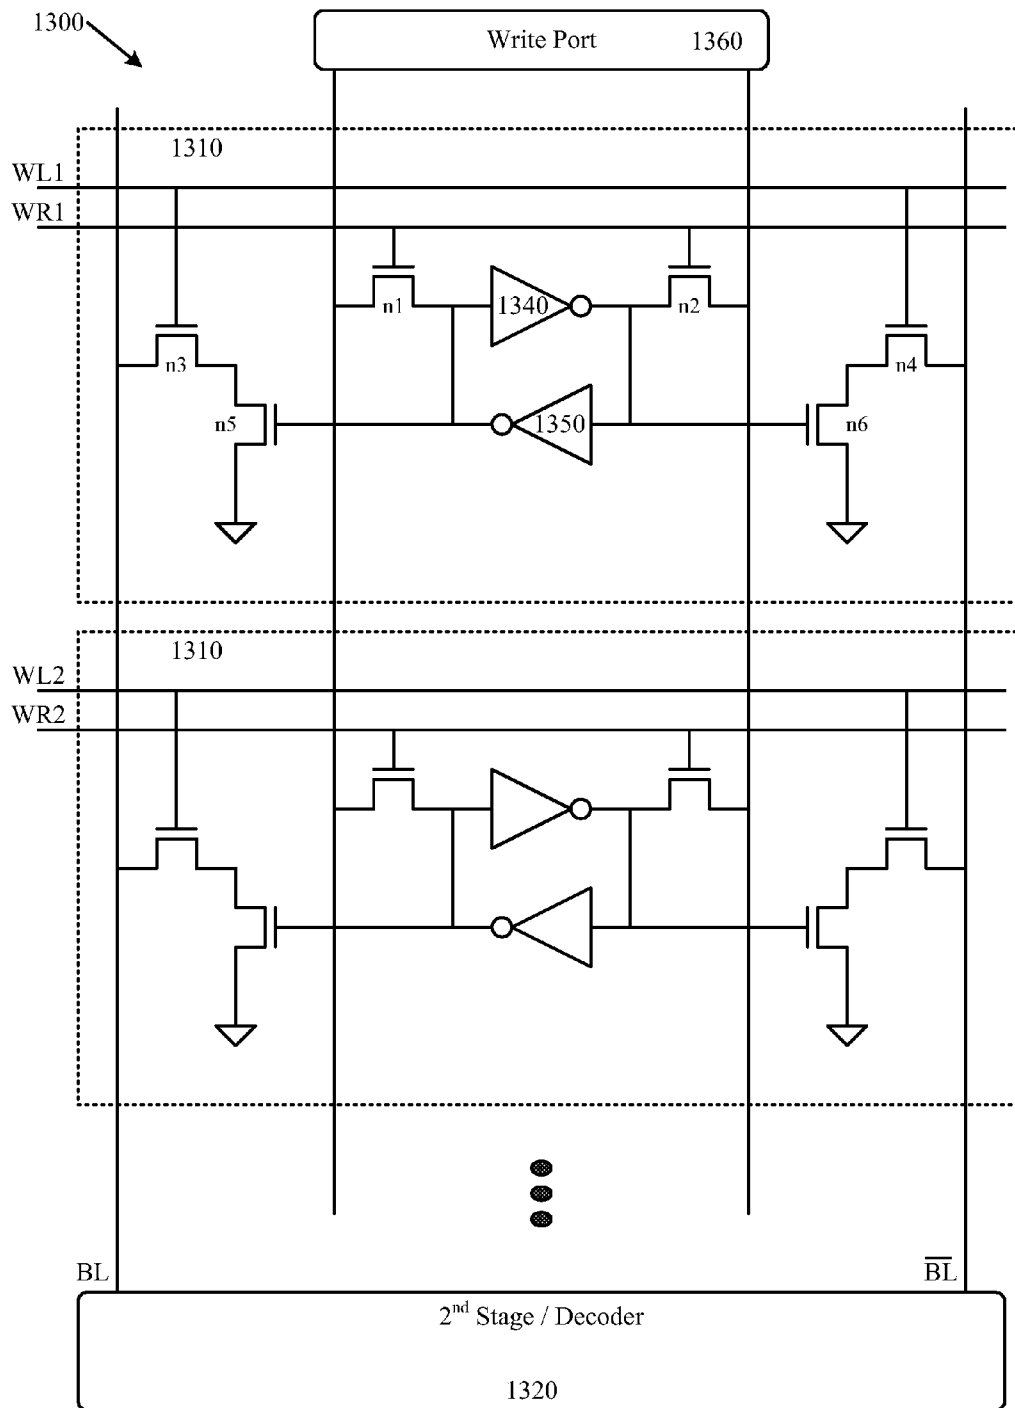 1300
Write Port 1360
1310
WL1
WR1
n1 1340 n2
n3 n4
n5 1350 n6
1310
WL2
WR2
BL B̅L̅
2nd Stage / Decoder
1320